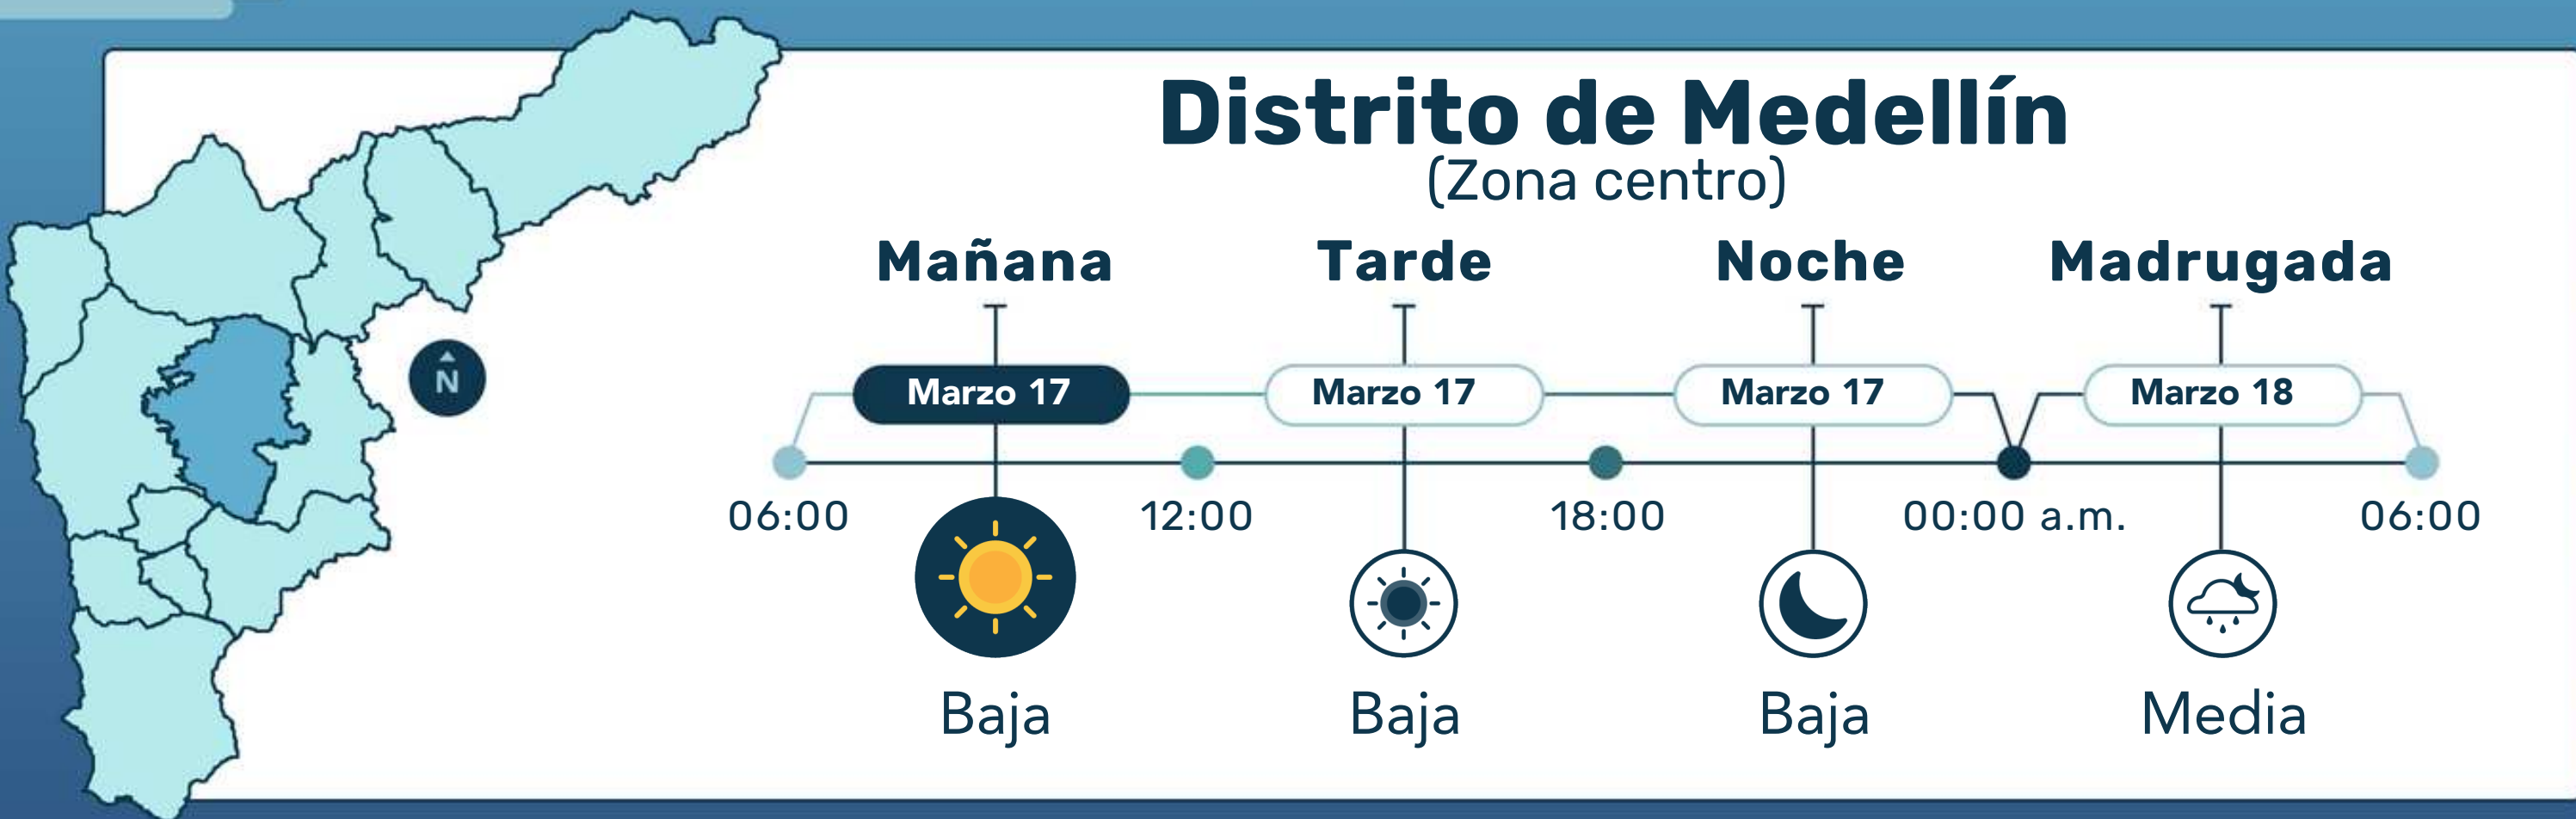 Distrito de Medellín
(Zona centro)
Mañana Tarde Noche Madrugada
Marzo 17 Marzo 17 Marzo 17 Marzo 18
N
06:00 12:00 18:00 00:00 a.m. 06:00
Baja Baja Baja Media